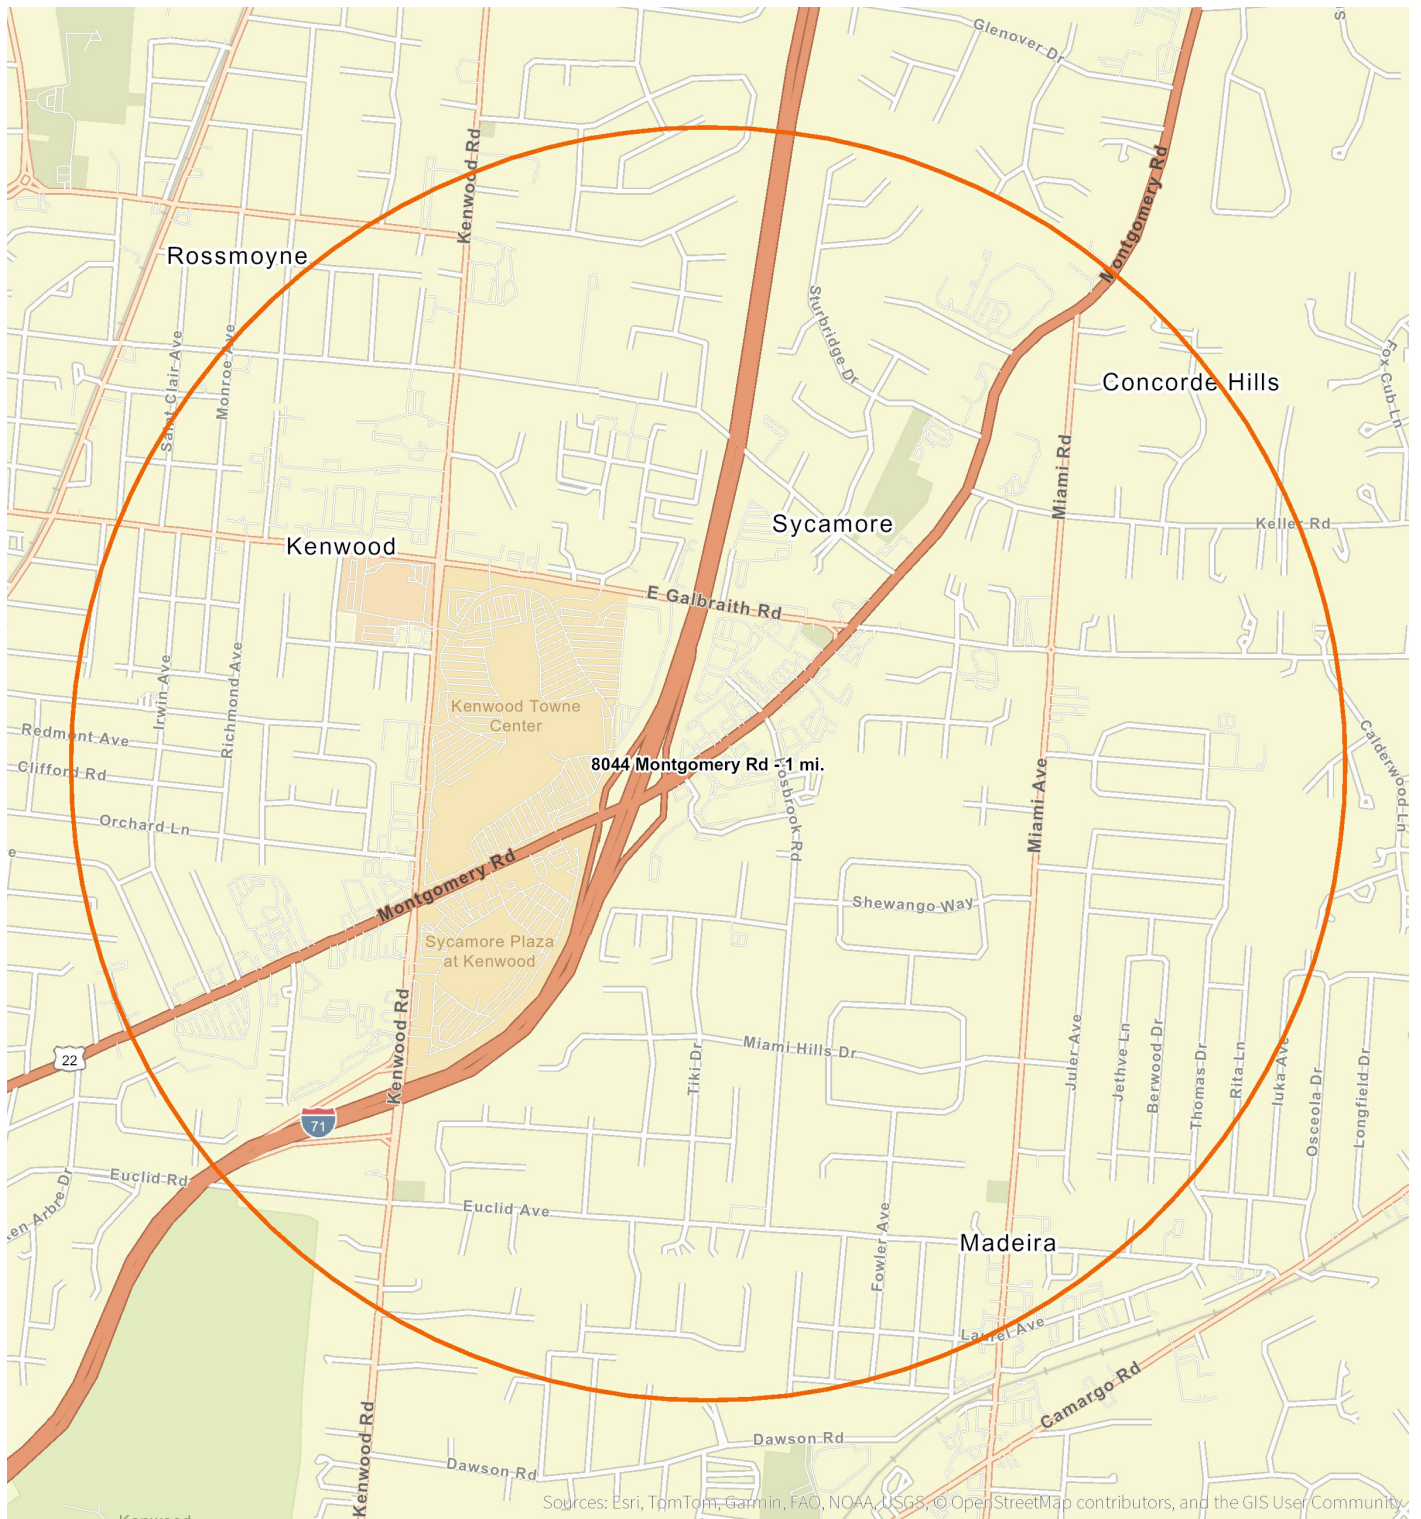 Glenover Dr
Montgomery Rd
Kenwood Rd
Rossmoyne
Saint Clair Ave
Monroe Ave
Sturbridge Dr
Concorde Hills
Fox Cub Ln
Miami Rd
Keller Rd
Sycamore
Kenwood
E Galbraith Rd
Irwin Ave
Richmond Ave
Kenwood Towne
Center
Redmont Ave
Clifford Rd
8044 Montgomery Rd - 1 mi.
Calderwood Ln
Miami Ave
Orchard Ln
Montgomery Rd
Shewango Way
Sycamore Plaza
at Kenwood
Kenwood Rd
22
71
Miami Hills Dr
Tiki Dr
Juler Ave
Jethve Ln
Berwood Dr
Thomas Dr
Rita Ln
Iuka Ave
Osceola Dr
Longfield Dr
Euclid Rd
Euclid Ave
Fowler Ave
Madeira
Laurel Ave
Camargo Rd
Kenwood Rd
Dawson Rd
Dawson Rd
Sources: Esri, TomTom, Garmin, FAO, NOAA, USGS, © OpenStreetMap contributors, and the GIS User Community